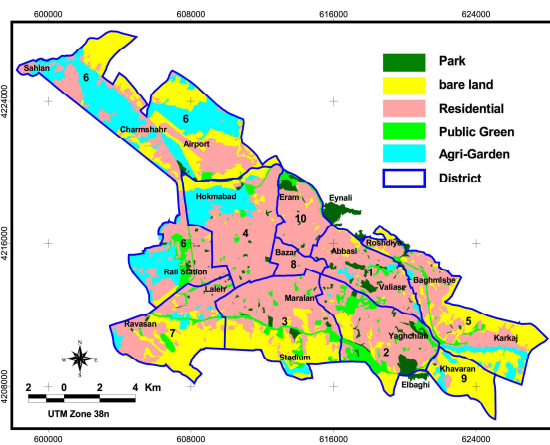 600000 608000 616000 624000
4224000
4216000
4208000
Park
bare land
Residential
Public Green
Agri-Garden
District
Sahlan
6
6
Charmshahr
Airport
Hokmabad
Eram
Eynali
10
4
6
Bazar
Abbasi
Roshdiye
8
1
Rail Station
Baghmishe
Laleh
Valiasr
Maralan
Ravasan
3
5
7
Yaghchian
Karkaj
2
Stadium
Khavaran
9
Elbaghi
N
W E
S
2 0 2 4 Km
UTM Zone 38n
600000 608000 616000 624000